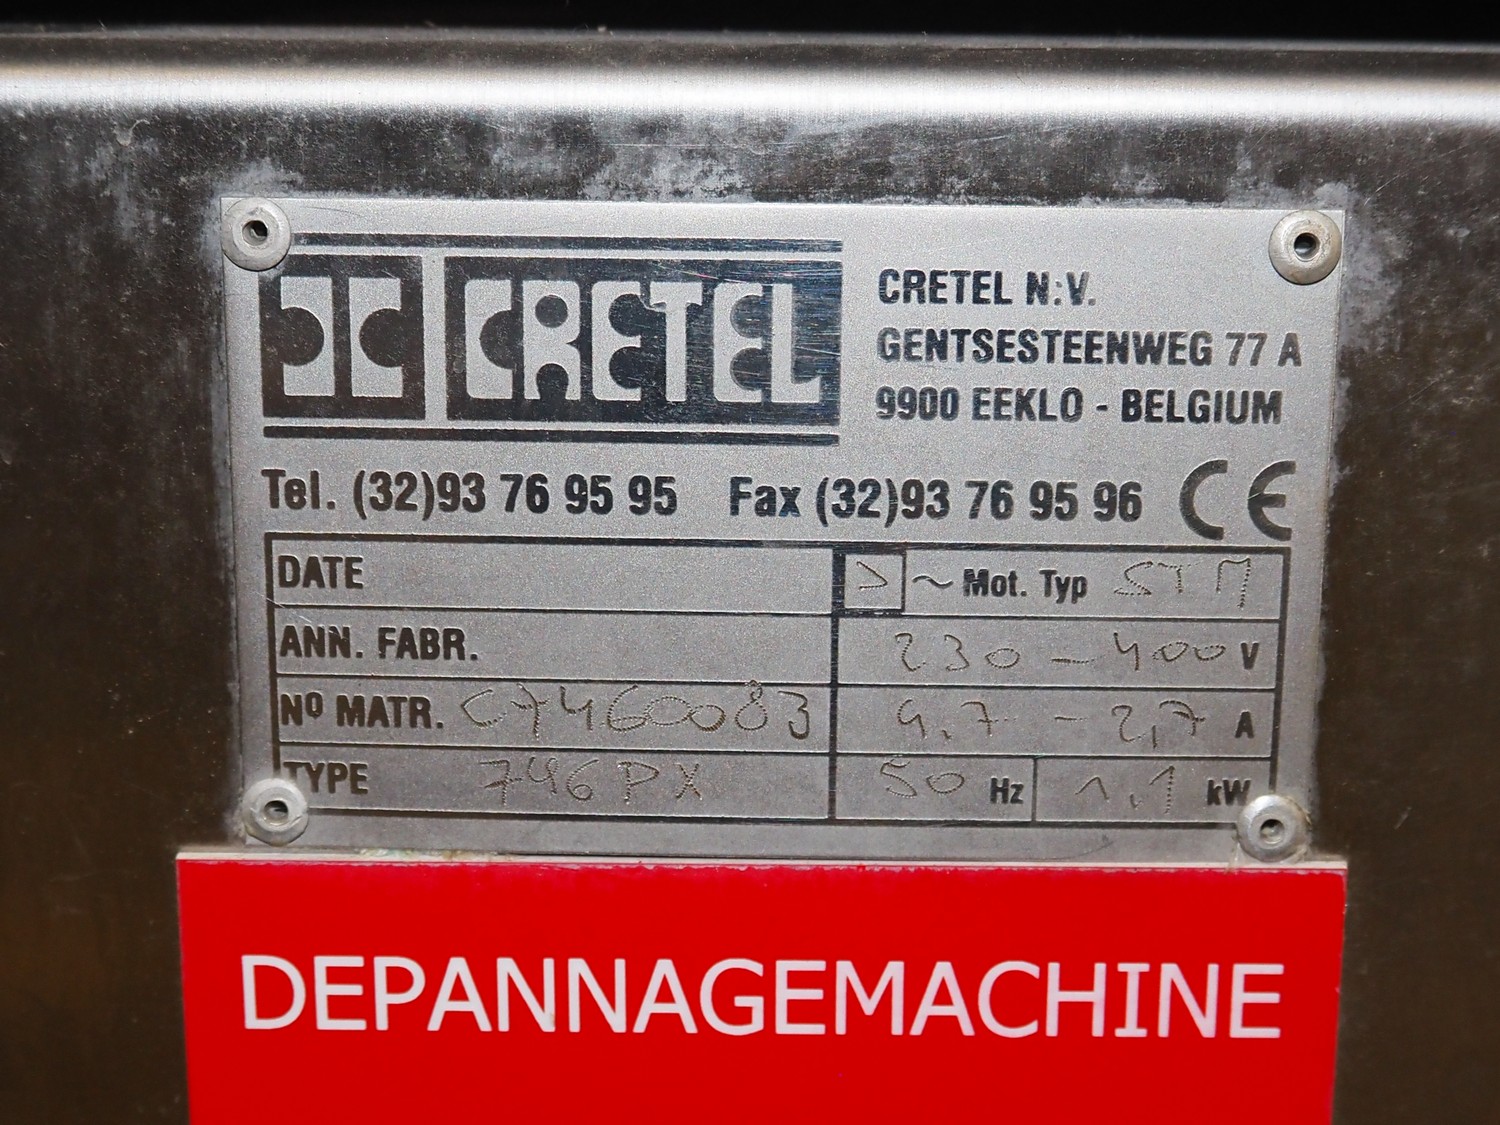 CRETEL
CRETEL N.V.
GENTSESTEENWEG 77 A
9900 EEKLO - BELGIUM
Tel. (32)93 76 95 95 Fax (32)93 76 95 96 CE
DATE
~ Mot. Typ STM
ANN. FABR.
230 - 400 V
Nº MATR. C7460083
4,7 - 2,7 A
TYPE 746PX
50 Hz 1,1 kW
DEPANNAGEMACHINE